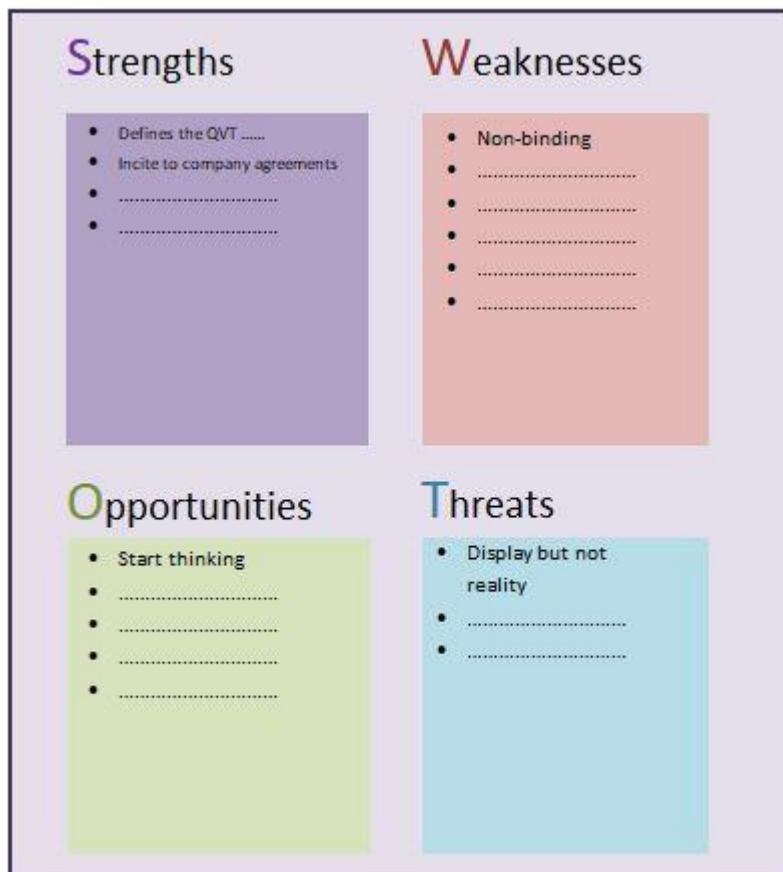 Strengths
• Defines the QVT ......
• Incite to company agreements
• ................................
• ................................
Weaknesses
• Non-binding
• ................................
• ................................
• ................................
• ................................
• ................................
Opportunities
• Start thinking
• ................................
• ................................
• ................................
• ................................
Threats
• Display but not
reality
• ................................
• ................................